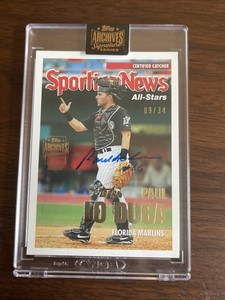 Topps
ARCHIVES
Signature
SERIES
CERTIFIED CATCHER
Sporting News
All-Stars
09/34
Topps
ARCHIVES
PAUL
LO DUCA
FLORIDA MARLINS